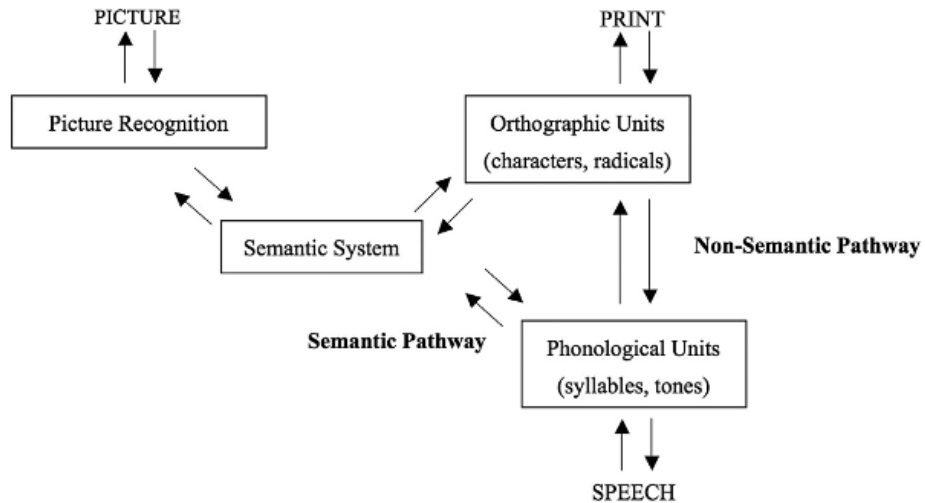 PICTURE
PRINT
Picture Recognition
Orthographic Units
(characters, radicals)
Semantic System
Non-Semantic Pathway
Semantic Pathway
Phonological Units
(syllables, tones)
SPEECH